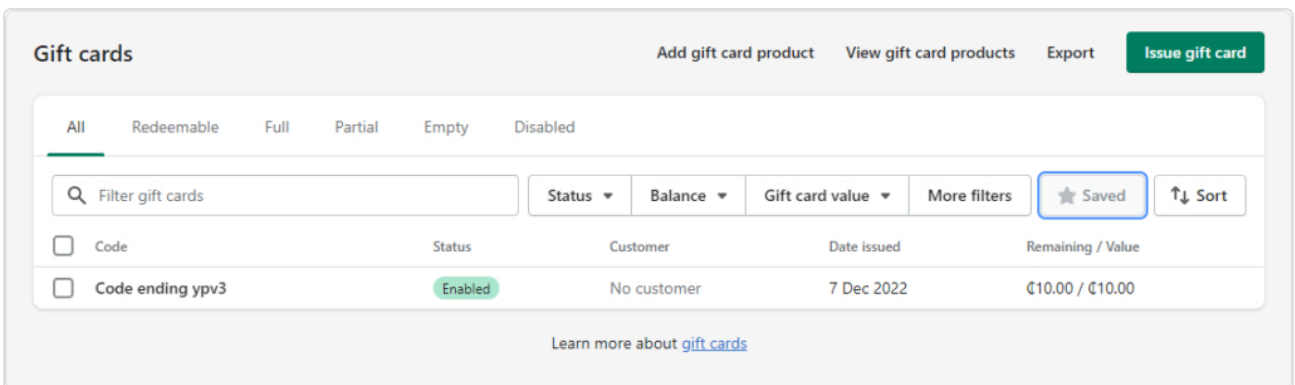 Gift cards Add gift card product View gift card products Export Issue gift card
All Redeemable Full Partial Empty Disabled
Filter gift cards Status Balance Gift card value More filters Saved Sort
Code Status Customer Date issued Remaining / Value
Code ending ypv3 Enabled No customer 7 Dec 2022 ₡10.00 / ₡10.00
Learn more about gift cards